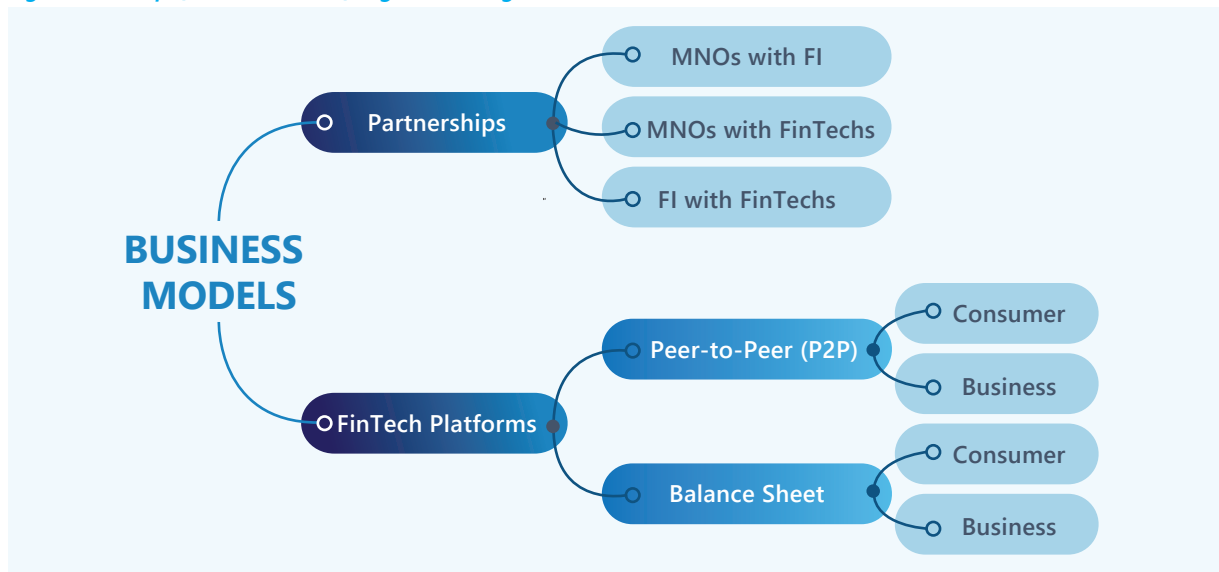 Partnerships
MNOs with FI
MNOs with FinTechs
FI with FinTechs
BUSINESS
MODELS
FinTech Platforms
Peer-to-Peer (P2P)
Consumer
Business
Balance Sheet
Consumer
Business